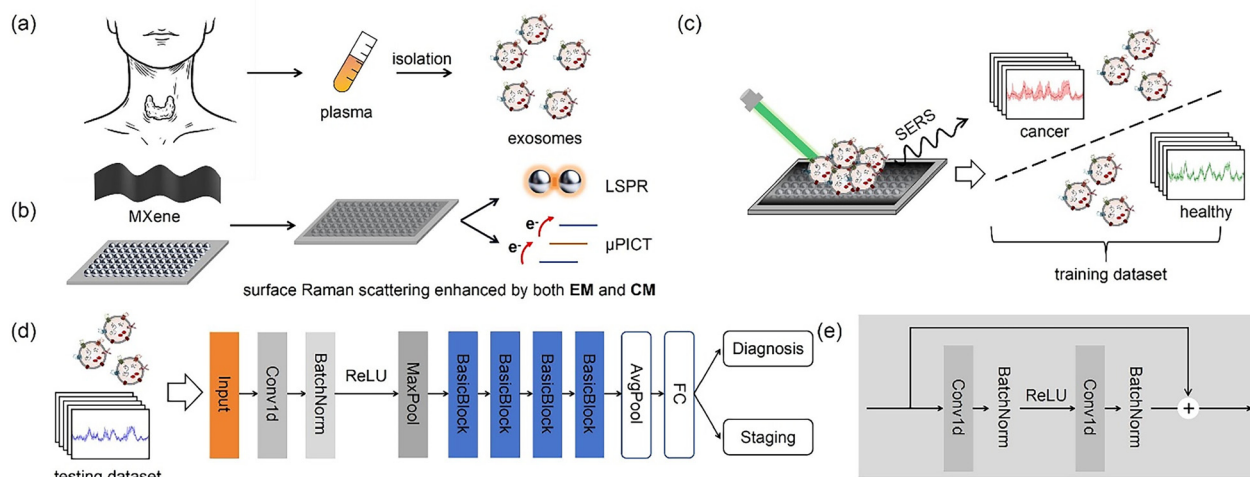 (a)
plasma
isolation
exosomes
(b)
MXene
LSPR
e-
e-
μPICT
surface Raman scattering enhanced by both EM and CM
(c)
SERS
cancer
healthy
training dataset
(d)
testing dataset
Input
Conv1d
BatchNorm
ReLU
MaxPool
BasicBlock
BasicBlock
BasicBlock
BasicBlock
AvgPool
FC
Diagnosis
Staging
(e)
Conv1d
BatchNorm
ReLU
Conv1d
BatchNorm
+